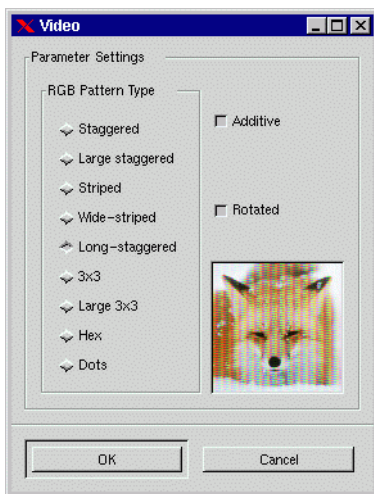 Video
Parameter Settings
RGB Pattern Type
Staggered
Large staggered
Striped
Wide-striped
Long-staggered
3x3
Large 3x3
Hex
Dots
Additive
Rotated
OK
Cancel